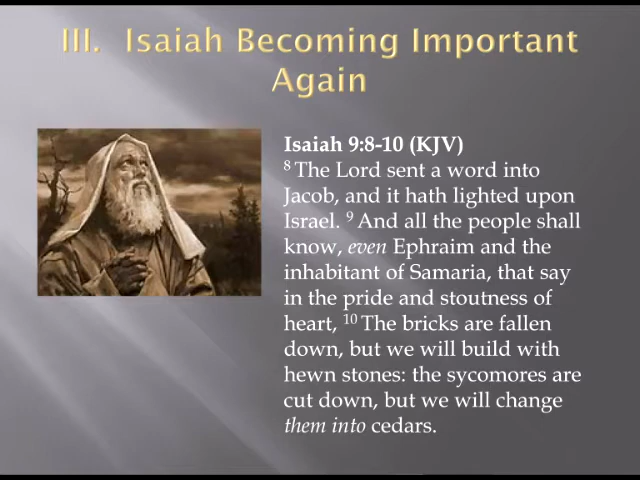 III.  Isaiah Becoming Important
Again
Isaiah 9:8-10 (KJV)
8 The Lord sent a word into
Jacob, and it hath lighted upon
Israel. 9 And all the people shall
know, even Ephraim and the
inhabitant of Samaria, that say
in the pride and stoutness of
heart, 10 The bricks are fallen
down, but we will build with
hewn stones: the sycomores are
cut down, but we will change
them into cedars.